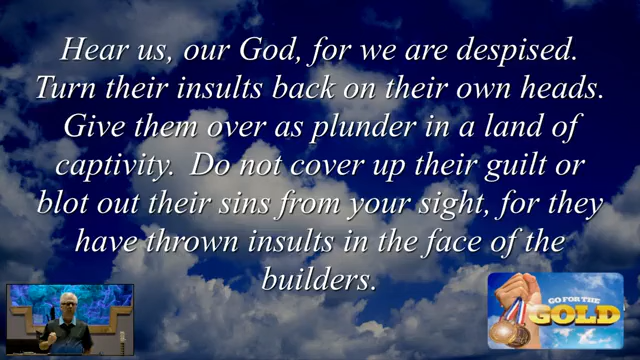 Hear us, our God, for we are despised.
Turn their insults back on their own heads.
Give them over as plunder in a land of
captivity.  Do not cover up their guilt or
blot out their sins from your sight, for they
have thrown insults in the face of the
builders.
GO FOR THE
GOLD